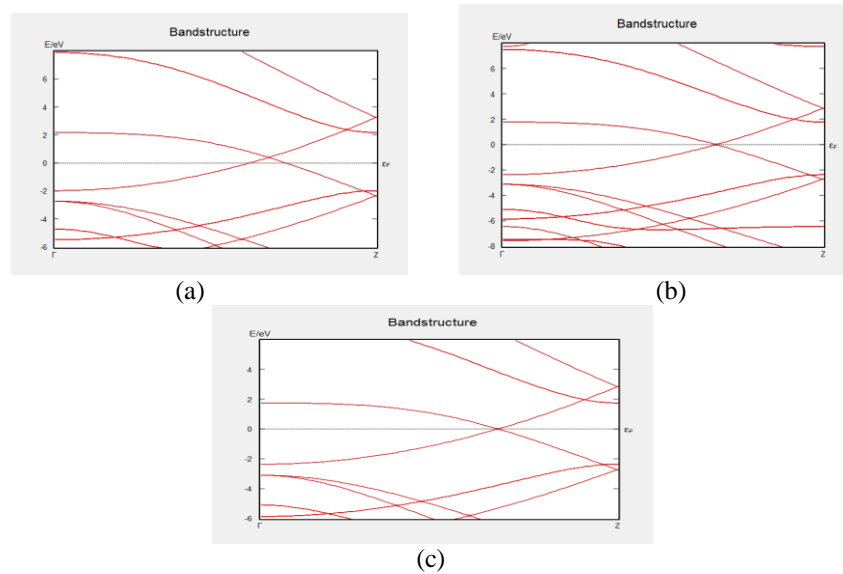 Bandstructure
E/eV
6
4
2
0
-2
-4
-6
Γ
Z
εF
(a)
Bandstructure
E/eV
6
4
2
0
-2
-4
-6
-8
Γ
Z
εF
(b)
Bandstructure
E/eV
4
2
0
-2
-4
-6
Γ
Z
εF
(c)